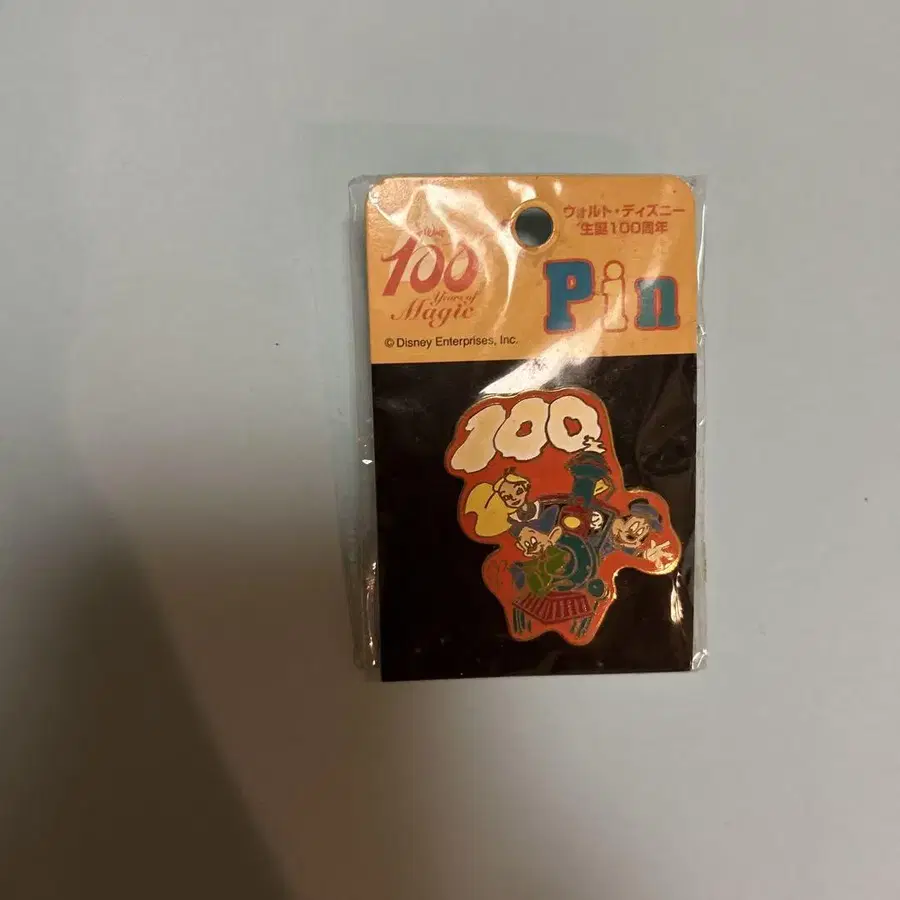 ウォルト・ディズニー
生誕100周年
100
Years of
Magic
Pin
© Disney Enterprises, Inc.
100